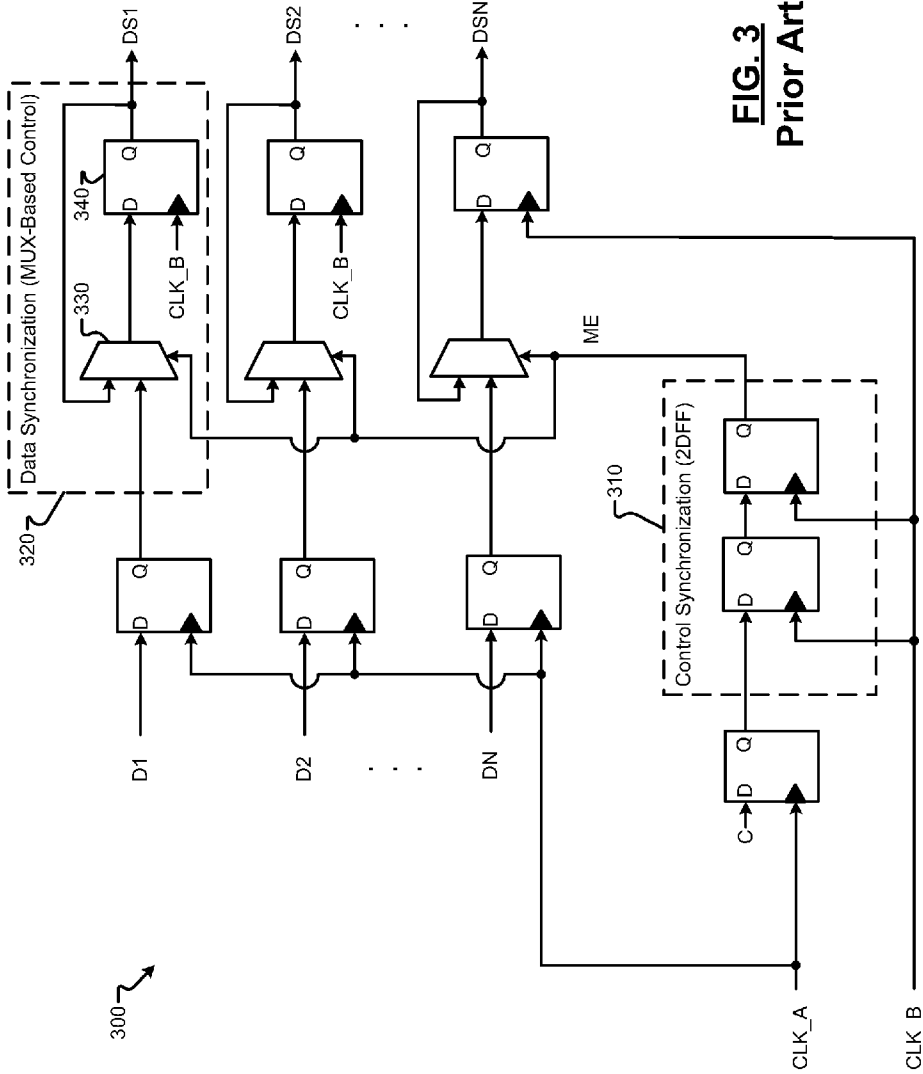 300
320
Data Synchronization (MUX-Based Control)
330
340
D1
D Q
D Q
CLK_B
DS1
D2
D Q
D Q
CLK_B
DS2
. . .
. . .
DN
D Q
D Q
DSN
ME
310
Control Synchronization (2DFF)
C
D Q
D Q
D Q
CLK_A
CLK_B
FIG. 3
Prior Art